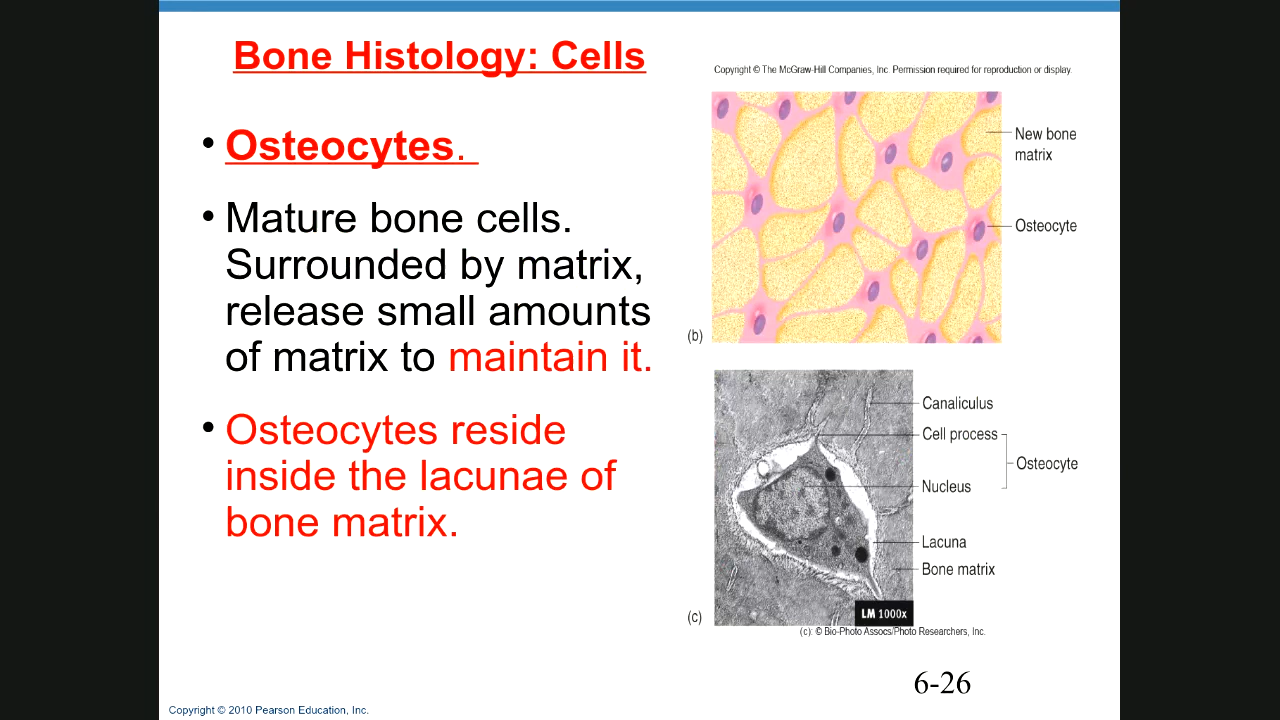 Bone Histology: Cells
• Osteocytes.
• Mature bone cells.
Surrounded by matrix,
release small amounts
of matrix to maintain it.
• Osteocytes reside
inside the lacunae of
bone matrix.
Copyright © The McGraw-Hill Companies, Inc. Permission required for reproduction or display.
New bone
matrix
Osteocyte
(b)
Canaliculus
Cell process
Osteocyte
Nucleus
Lacuna
Bone matrix
LM 1000x
(c)
(c): © Bio-Photo Assocs/Photo Researchers, Inc.
6-26
Copyright © 2010 Pearson Education, Inc.